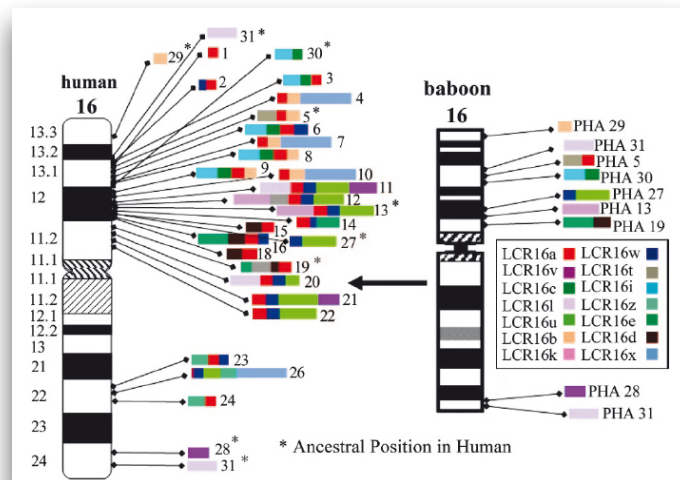 human
16
13.3
13.2
13.1
12
11.2
11.1
11.1
11.2
12.1
12.2
13
21
22
23
24
29*
31*
1
30*
2
3
4
5*
6
7
8
9
10
11
12
13*
14
15
16
27*
18
19*
20
21
22
23
26
24
28*
31*
* Ancestral Position in Human
baboon
16
PHA 29
PHA 31
PHA 5
PHA 30
PHA 27
PHA 13
PHA 19
LCR16a LCR16w
LCR16v LCR16t
LCR16c LCR16i
LCR16l LCR16z
LCR16u LCR16e
LCR16b LCR16d
LCR16k LCR16x
PHA 28
PHA 31